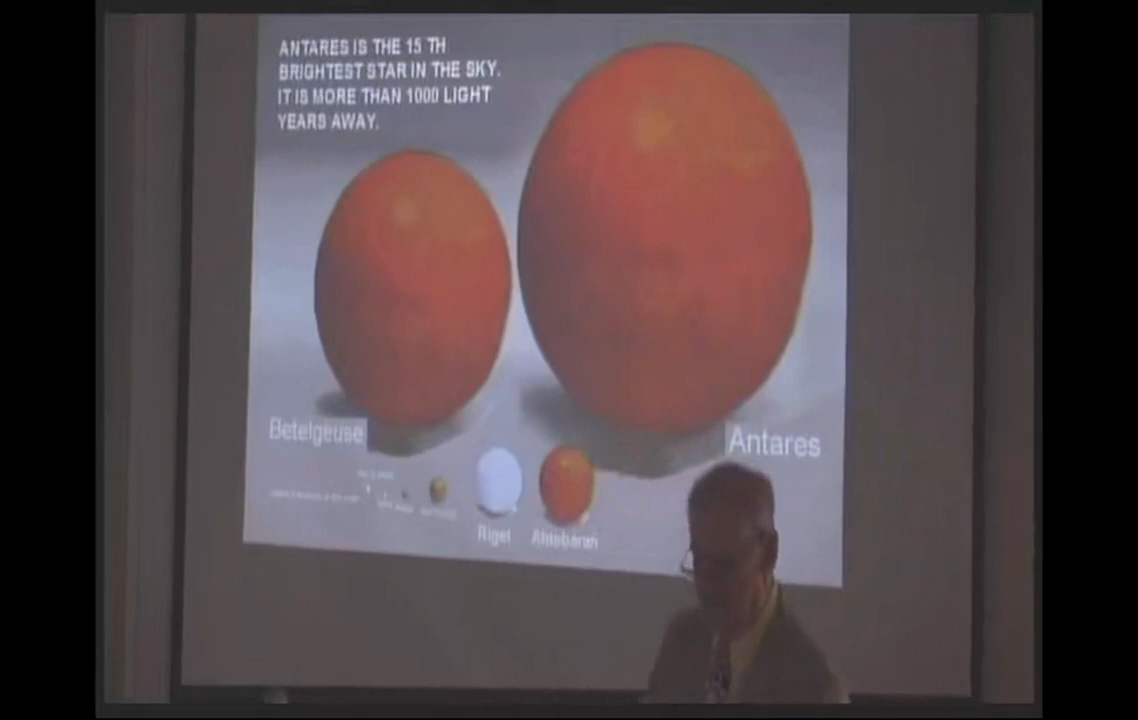 ANTARES IS THE 15 TH
BRIGHTEST STAR IN THE SKY.
IT IS MORE THAN 1000 LIGHT
YEARS AWAY.
Betelgeuse
Antares
Rigel
Aldebaran